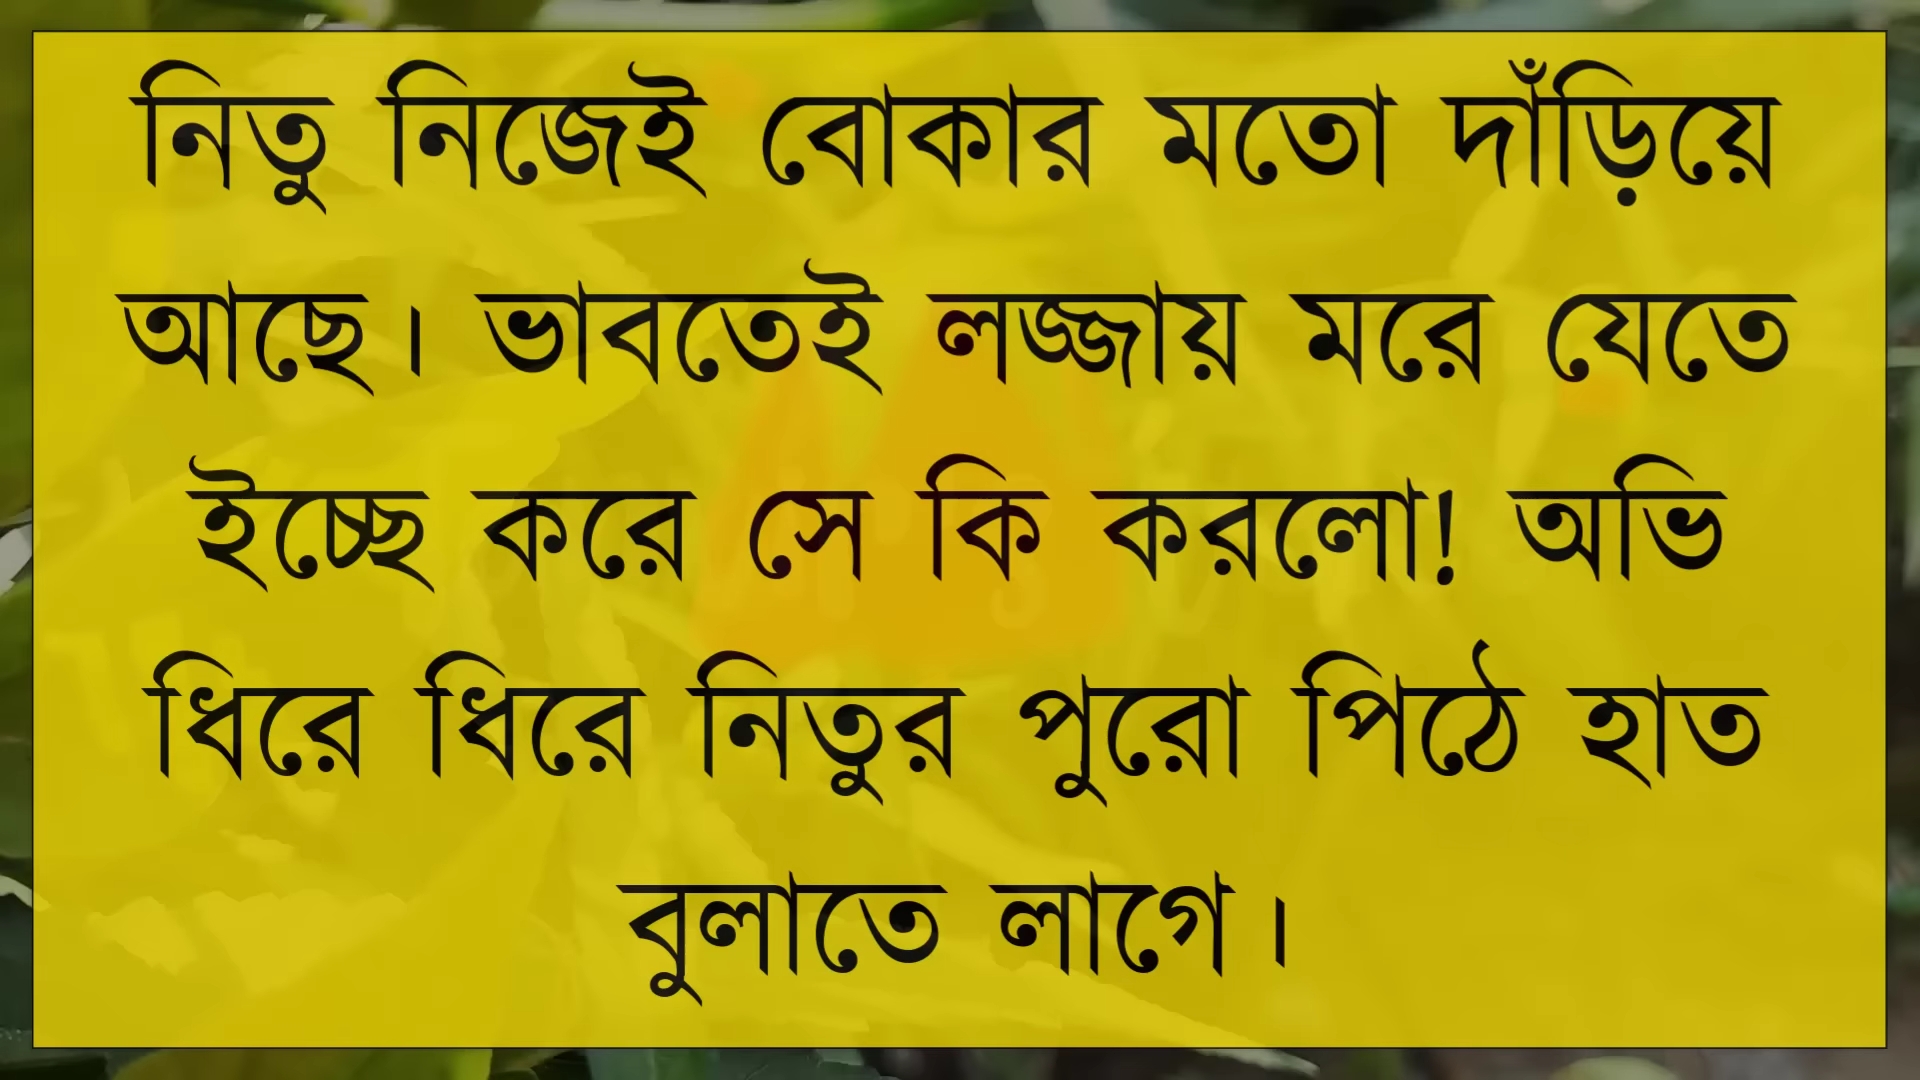 নিতু নিজেই বোকার মতো দাঁড়িয়ে
আছে। ভাবতেই লজ্জায় মরে যেতে
ইচ্ছে করে সে কি করলো! অভি
ধিরে ধিরে নিতুর পুরো পিঠে হাত
বুলাতে লাগে।